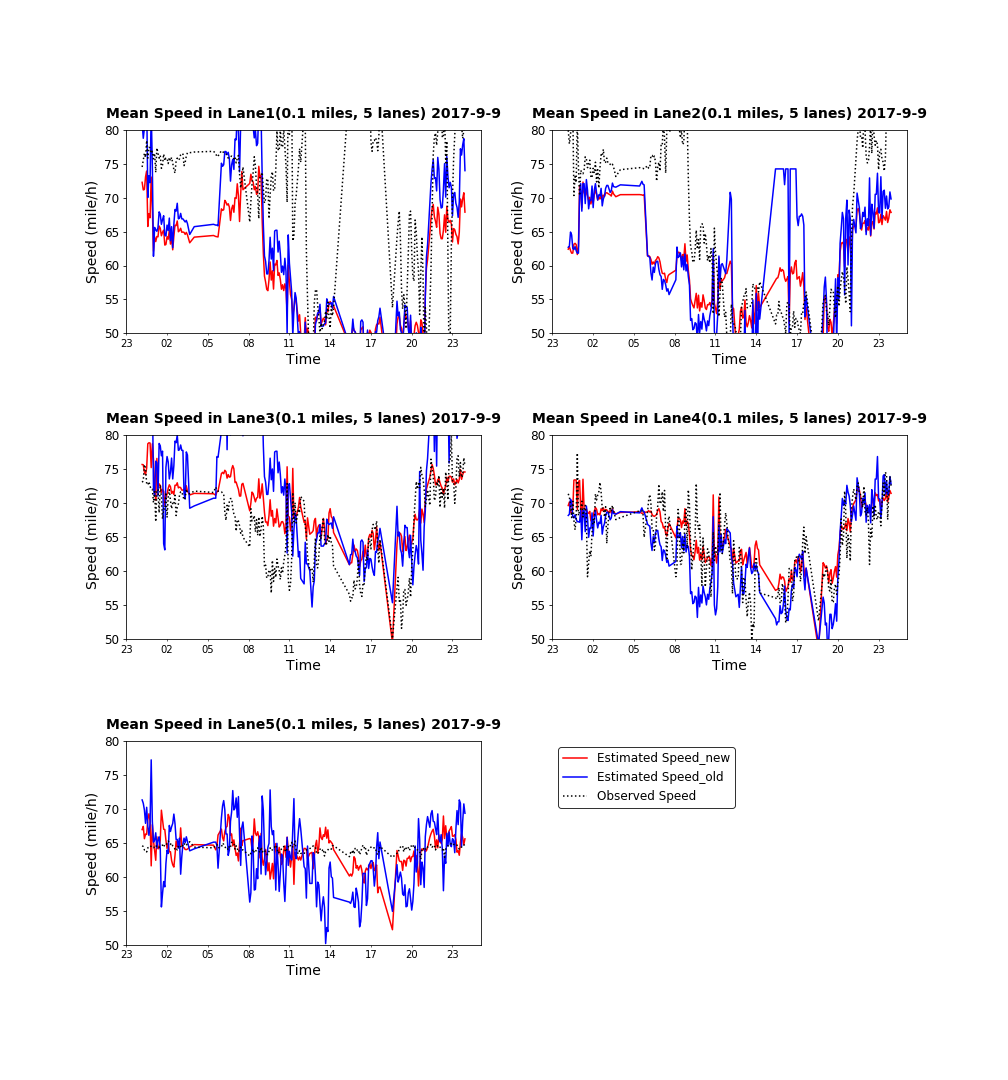 Mean Speed in Lane1(0.1 miles, 5 lanes) 2017-9-9
80
75
70
65
60
55
50
Speed (mile/h)
23 02 05 08 11 14 17 20 23
Time
Mean Speed in Lane2(0.1 miles, 5 lanes) 2017-9-9
80
75
70
65
60
55
50
Speed (mile/h)
23 02 05 08 11 14 17 20 23
Time
Mean Speed in Lane3(0.1 miles, 5 lanes) 2017-9-9
80
75
70
65
60
55
50
Speed (mile/h)
23 02 05 08 11 14 17 20 23
Time
Mean Speed in Lane4(0.1 miles, 5 lanes) 2017-9-9
80
75
70
65
60
55
50
Speed (mile/h)
23 02 05 08 11 14 17 20 23
Time
Mean Speed in Lane5(0.1 miles, 5 lanes) 2017-9-9
80
75
70
65
60
55
50
Speed (mile/h)
23 02 05 08 11 14 17 20 23
Time
Estimated Speed_new
Estimated Speed_old
Observed Speed